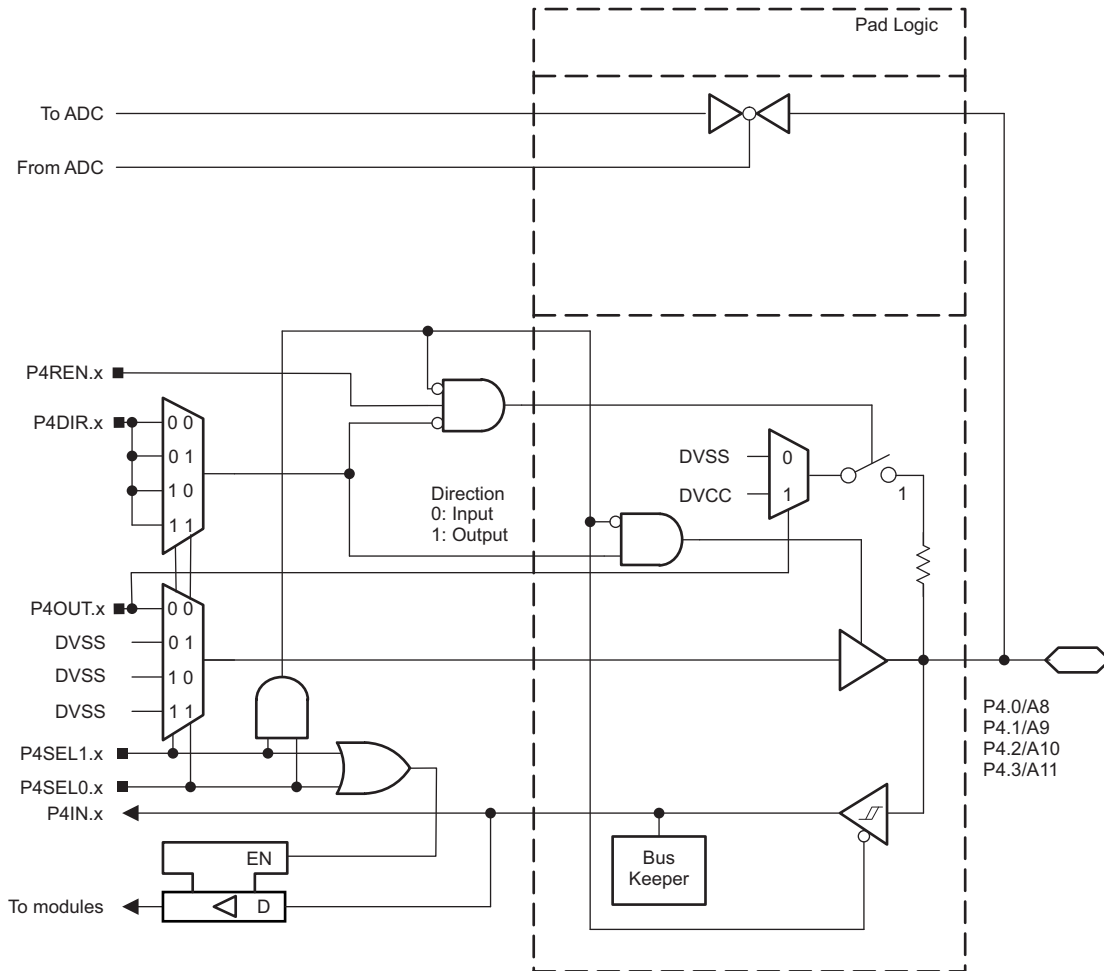 Pad Logic
To ADC
From ADC
P4REN.x
P4DIR.x
0 0
0 1
1 0
1 1
Direction
0: Input
1: Output
DVSS
DVCC
0
1
1
P4OUT.x
DVSS
DVSS
DVSS
0 0
0 1
1 0
1 1
P4.0/A8
P4.1/A9
P4.2/A10
P4.3/A11
P4SEL1.x
P4SEL0.x
P4IN.x
Bus
Keeper
EN
To modules
D